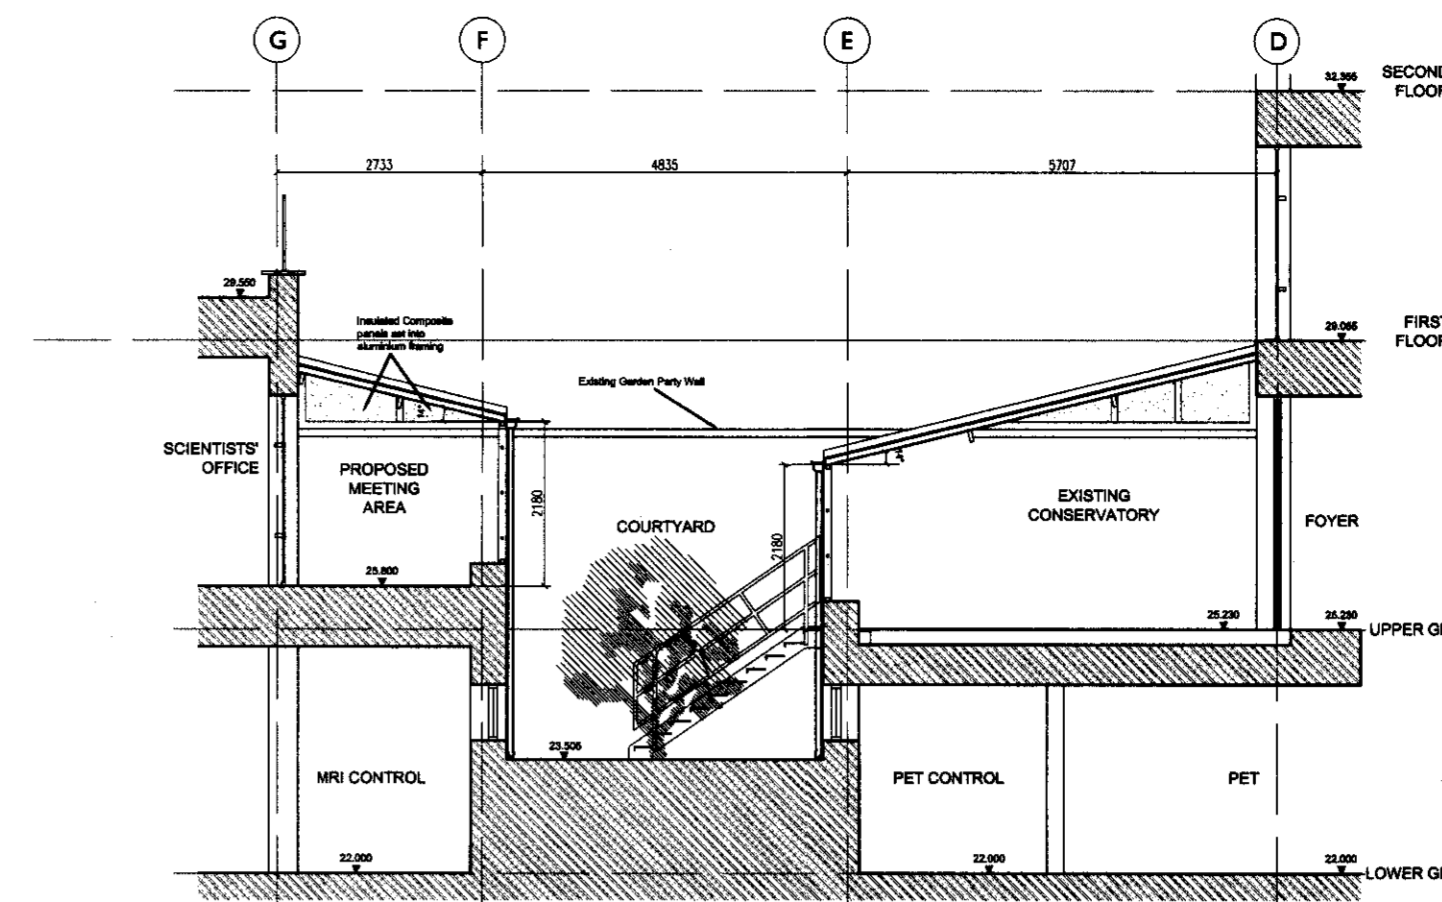 G
F
E
D
32.355
SECOND
FLOOR
2733
4835
5707
29.550
Insulated Composite
panels set into
aluminium framing
29.055
FIRST
FLOOR
Existing Garden Party Wall
SCIENTISTS'
OFFICE
PROPOSED
MEETING
AREA
2180
COURTYARD
2180
EXISTING
CONSERVATORY
FOYER
25.800
25.230
25.230
UPPER G
23.505
MRI CONTROL
PET CONTROL
PET
22.000
22.000
22.000
LOWER G